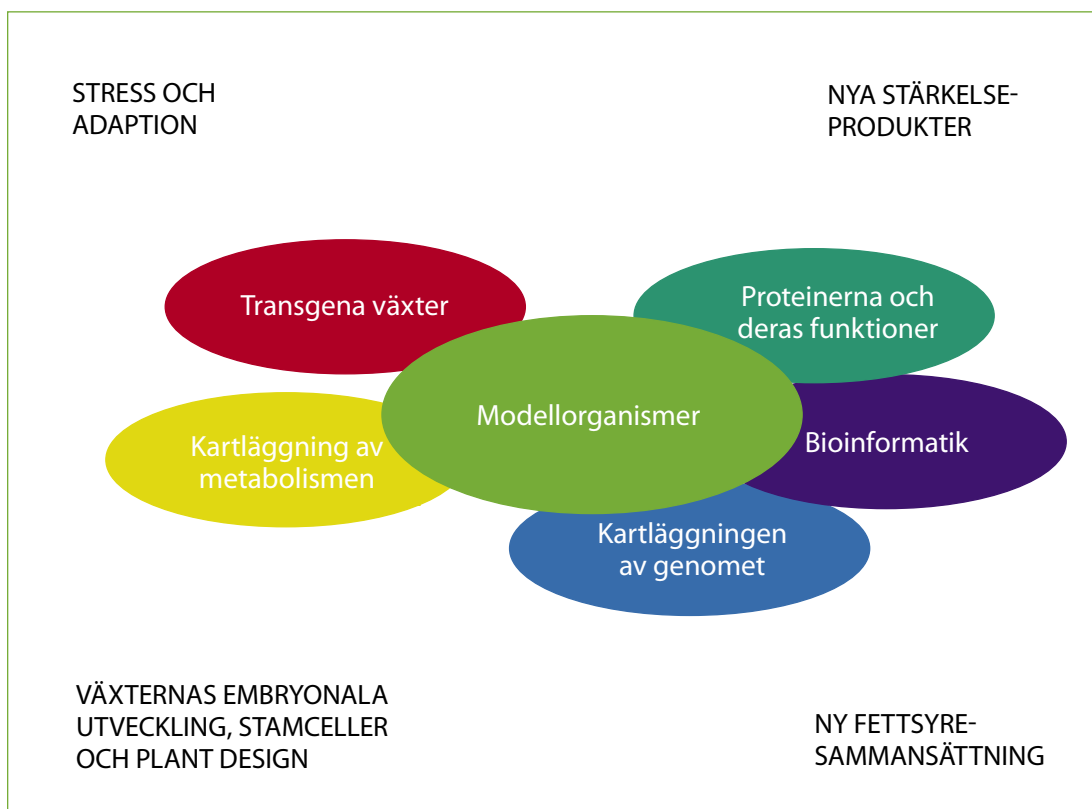 STRESS OCH
ADAPTION
NYA STÄRKELSE-
PRODUKTER
Transgena växter
Proteinerna och
deras funktioner
Modellorganismer
Kartläggning av
metabolismen
Bioinformatik
Kartläggningen
av genomet
VÄXTERNAS EMBRYONALA
UTVECKLING, STAMCELLER
OCH PLANT DESIGN
NY FETTSYRE-
SAMMANSÄTTNING